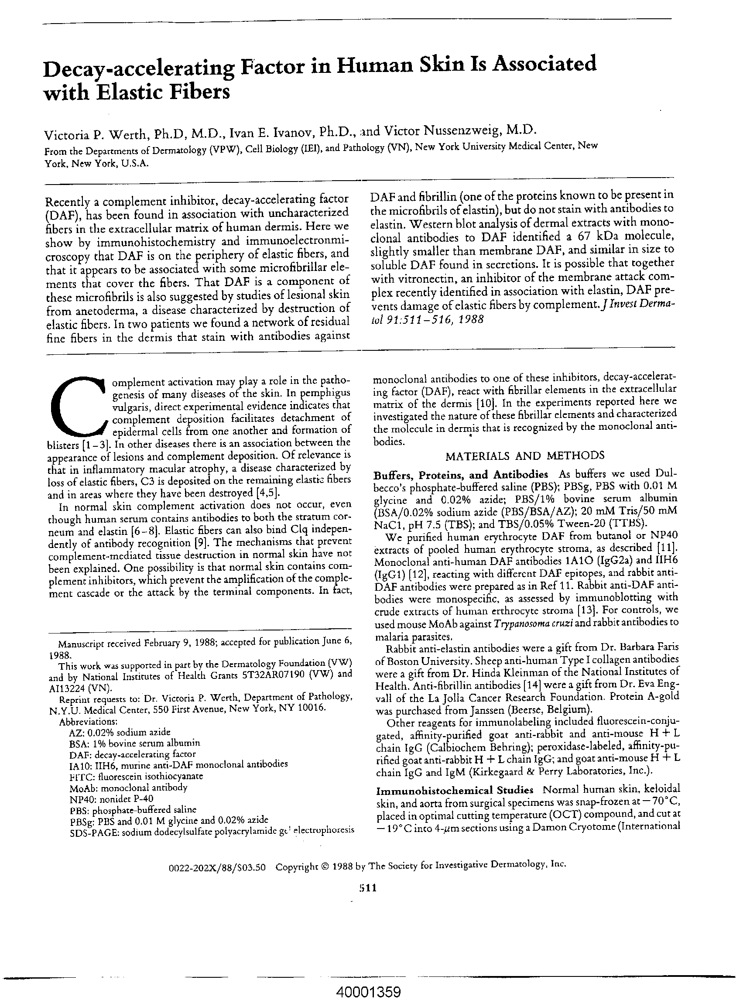 Decay-accelerating Factor in Human Skin Is Associated
with Elastic Fibers
Victoria P. Werth, Ph.D, M.D., Ivan E. Ivanov, Ph.D., and Victor Nussenzweig, M.D.
From the Departments of Dermatology (VPW), Cell Biology (IEI), and Pathology (VN), New York University Medical Center, New
York, New York, U.S.A.
Recently a complement inhibitor, decay-accelerating factor
(DAF), has been found in association with uncharacterized
fibers in the extracellular matrix of human dermis. Here we
show by immunohistochemistry and immunoelectronmi-
croscopy that DAF is on the periphery of elastic fibers, and
that it appears to be associated with some microfibrillar ele-
ments that cover the fibers. That DAF is a component of
these microfibrils is also suggested by studies of lesional skin
from anetoderma, a disease characterized by destruction of
elastic fibers. In two patients we found a network of residual
fine fibers in the dermis that stain with antibodies against
DAF and fibrillin (one of the proteins known to be present in
the microfibrils of elastin), but do not stain with antibodies to
elastin. Western blot analysis of dermal extracts with mono-
clonal antibodies to DAF identified a 67 kDa molecule,
slightly smaller than membrane DAF, and similar in size to
soluble DAF found in secretions. It is possible that together
with vitronectin, an inhibitor of the membrane attack com-
plex recently identified in association with elastin, DAF pre-
vents damage of elastic fibers by complement. J Invest Derma-
tol 91:511–516, 1988
Complement activation may play a role in the patho-
genesis of many diseases of the skin. In pemphigus
vulgaris, direct experimental evidence indicates that
complement deposition facilitates detachment of
epidermal cells from one another and formation of
blisters [1–3]. In other diseases there is an association between the
appearance of lesions and complement deposition. Of relevance is
that in inflammatory macular atrophy, a disease characterized by
loss of elastic fibers, C3 is deposited on the remaining elastic fibers
and in areas where they have been destroyed [4,5].
In normal skin complement activation does not occur, even
though human serum contains antibodies to both the stratum cor-
neum and elastin [6–8]. Elastic fibers can also bind Clq indepen-
dently of antibody recognition [9]. The mechanisms that prevent
complement-mediated tissue destruction in normal skin have not
been explained. One possibility is that normal skin contains com-
plement inhibitors, which prevent the amplification of the comple-
ment cascade or the attack by the terminal components. In fact,
Manuscript received February 9, 1988; accepted for publication June 6,
1988.
This work was supported in part by the Dermatology Foundation (VW)
and by National Institutes of Health Grants 5T32AR07190 (VW) and
AI13224 (VN).
Reprint requests to: Dr. Victoria P. Werth, Department of Pathology,
N.Y.U. Medical Center, 550 First Avenue, New York, NY 10016.
Abbreviations:
AZ: 0.02% sodium azide
BSA: 1% bovine serum albumin
DAF: decay-accelerating factor
IA10: IIH6, murine anti-DAF monoclonal antibodies
FITC: fluorescein isothiocyanate
MoAb: monoclonal antibody
NP40: nonidet P-40
PBS: phosphate-buffered saline
PBSg: PBS and 0.01 M glycine and 0.02% azide
SDS-PAGE: sodium dodecylsulfate polyacrylamide gel electrophoresis
monoclonal antibodies to one of these inhibitors, decay-accelerat-
ing factor (DAF), react with fibrillar elements in the extracellular
matrix of the dermis [10]. In the experiments reported here we
investigated the nature of these fibrillar elements and characterized
the molecule in dermis that is recognized by the monoclonal anti-
bodies.
MATERIALS AND METHODS
Buffers, Proteins, and Antibodies As buffers we used Dul-
becco's phosphate-buffered saline (PBS); PBSg, PBS with 0.01 M
glycine and 0.02% azide; PBS/1% bovine serum albumin
(BSA/0.02% sodium azide (PBS/BSA/AZ); 20 mM Tris/50 mM
NaC1, pH 7.5 (TBS); and TBS/0.05% Tween-20 (TTBS).
We purified human erythrocyte DAF from butanol or NP40
extracts of pooled human erythrocyte stroma, as described [11].
Monoclonal anti-human DAF antibodies 1A1O (IgG2a) and IIH6
(IgG1) [12], reacting with different DAF epitopes, and rabbit anti-
DAF antibodies were prepared as in Ref 11. Rabbit anti-DAF anti-
bodies were monospecific, as assessed by immunoblotting with
crude extracts of human erthrocyte stroma [13]. For controls, we
used mouse MoAb against Trypanosoma cruzi and rabbit antibodies to
malaria parasites.
Rabbit anti-elastin antibodies were a gift from Dr. Barbara Faris
of Boston University. Sheep anti-human Type I collagen antibodies
were a gift from Dr. Hinda Kleinman of the National Institutes of
Health. Anti-fibrillin antibodies [14] were a gift from Dr. Eva Eng-
vall of the La Jolla Cancer Research Foundation. Protein A-gold
was purchased from Janssen (Beerse, Belgium).
Other reagents for immunolabeling included fluorescein-conju-
gated, affinity-purified goat anti-rabbit and anti-mouse H + L
chain IgG (Calbiochem Behring); peroxidase-labeled, affinity-pu-
rified goat anti-rabbit H + L chain IgG; and goat anti-mouse H + L
chain IgG and IgM (Kirkegaard & Perry Laboratories, Inc.).
Immunohistochemical Studies Normal human skin, keloidal
skin, and aorta from surgical specimens was snap-frozen at −70°C,
placed in optimal cutting temperature (OCT) compound, and cut at
−19°C into 4-μm sections using a Damon Cryotome (International
0022-202X/88/$03.50 Copyright © 1988 by The Society for Investigative Dermatology, Inc.
511
40001359